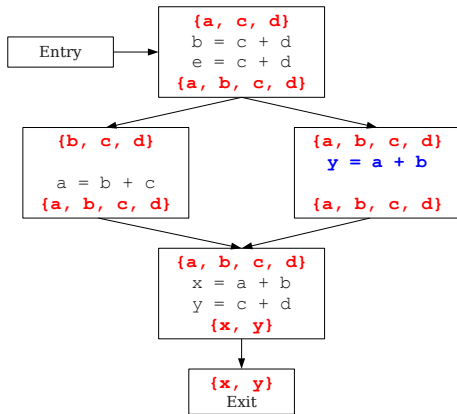 Entry
{a, c, d}
b = c + d
e = c + d
{a, b, c, d}
{b, c, d}
a = b + c
{a, b, c, d}
{a, b, c, d}
y = a + b
{a, b, c, d}
{a, b, c, d}
x = a + b
y = c + d
{x, y}
{x, y}
Exit